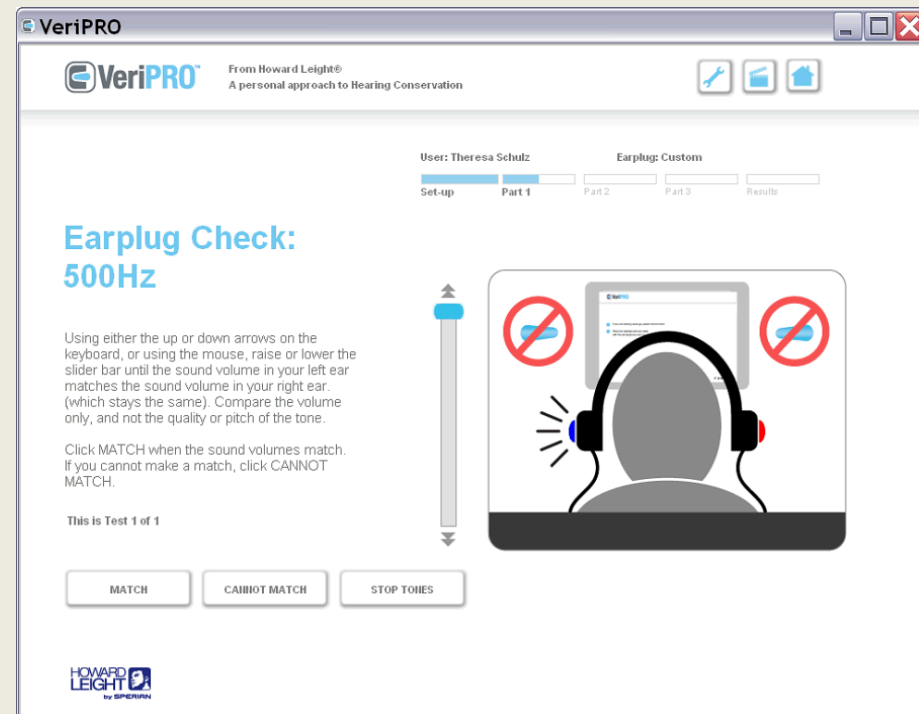 VeriPRO
VeriPRO™
From Howard Leight®
A personal approach to Hearing Conservation
User: Theresa Schulz
Earplug: Custom
Set-up
Part 1
Part 2
Part 3
Results
Earplug Check:
500Hz
Using either the up or down arrows on the
keyboard, or using the mouse, raise or lower the
slider bar until the sound volume in your left ear
matches the sound volume in your right ear.
(which stays the same). Compare the volume
only, and not the quality or pitch of the tone.
Click MATCH when the sound volumes match.
If you cannot make a match, click CANNOT
MATCH.
This is Test 1 of 1
MATCH
CANNOT MATCH
STOP TONES
VeriPRO
HOWARD
LEIGHT
by SPERIAN